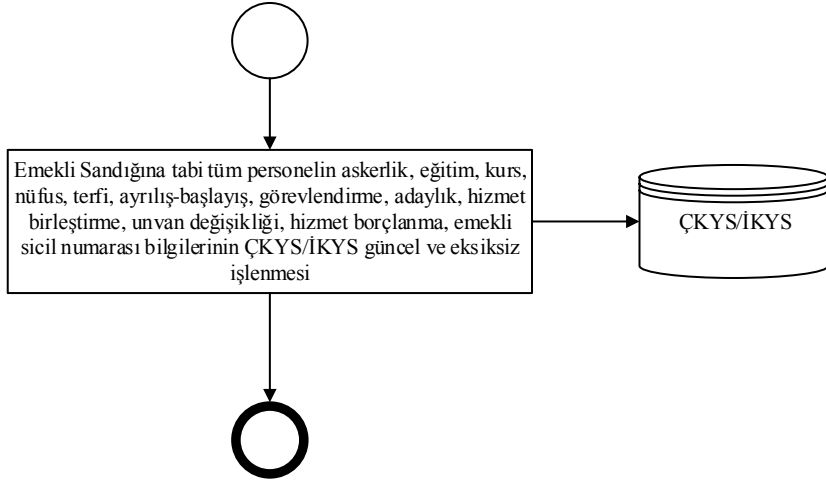 Emekli Sandığına tabi tüm personelin askerlik, eğitim, kurs,
nüfus, terfi, ayrılış-başlayış, görevlendirme, adaylık, hizmet
birleştirme, unvan değişikliği, hizmet borçlanma, emekli
sicil numarası bilgilerinin ÇKYS/İKYS güncel ve eksiksiz
işlenmesi
ÇKYS/İKYS